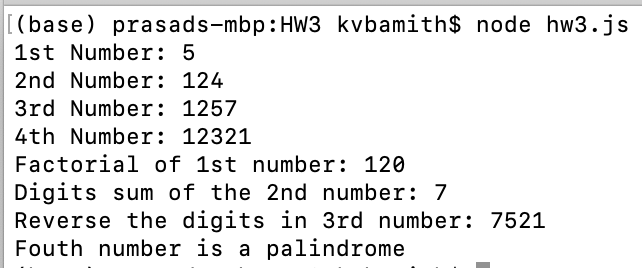 (base) prasads-mbp:HW3 kvbamith$ node hw3.js
1st Number: 5
2nd Number: 124
3rd Number: 1257
4th Number: 12321
Factorial of 1st number: 120
Digits sum of the 2nd number: 7
Reverse the digits in 3rd number: 7521
Fouth number is a palindrome